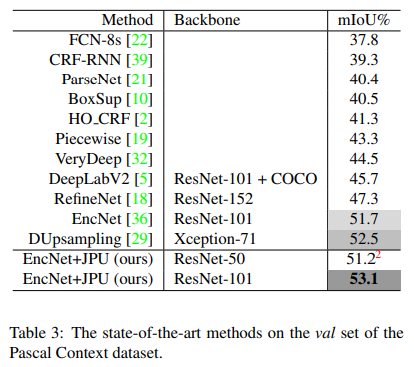 Method Backbone mIoU%
FCN-8s [22] 37.8
CRF-RNN [39] 39.3
ParseNet [21] 40.4
BoxSup [10] 40.5
HO_CRF [2] 41.3
Piecewise [19] 43.3
VeryDeep [32] 44.5
DeepLabV2 [5] ResNet-101 + COCO 45.7
RefineNet [18] ResNet-152 47.3
EncNet [36] ResNet-101 51.7
DUpsampling [29] Xception-71 52.5
EncNet+JPU (ours) ResNet-50 51.2²
EncNet+JPU (ours) ResNet-101 53.1
Table 3: The state-of-the-art methods on the val set of the
Pascal Context dataset.